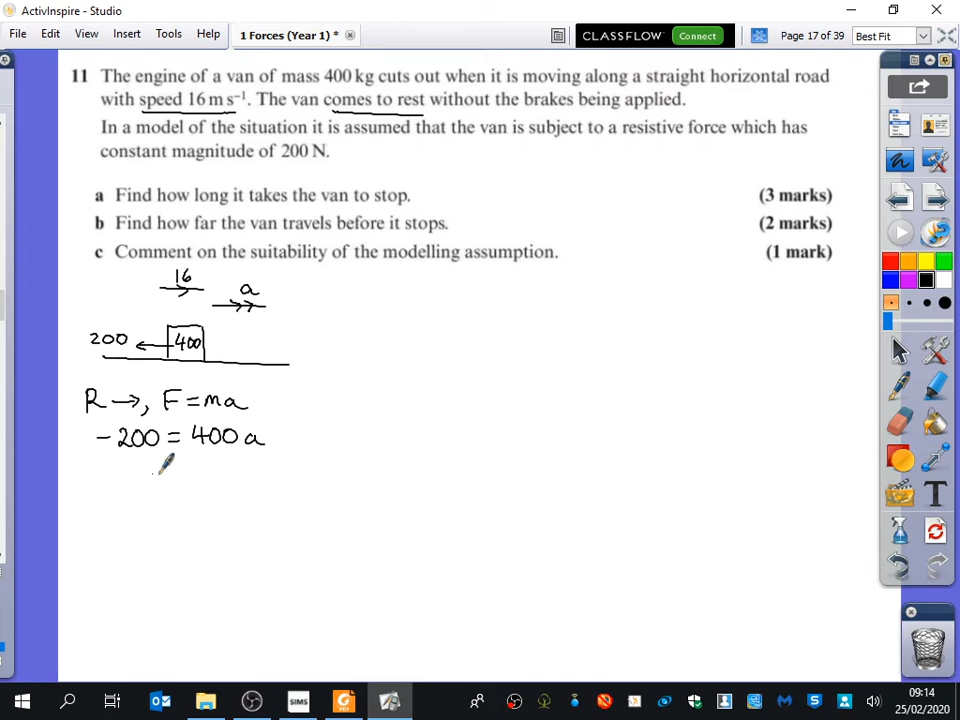 ActivInspire - Studio
File Edit View Insert Tools Help
1 Forces (Year 1) *
CLASSFLOW Connect
Page 17 of 39
Best Fit
11 The engine of a van of mass 400 kg cuts out when it is moving along a straight horizontal road
with speed 16 m s⁻¹. The van comes to rest without the brakes being applied.
In a model of the situation it is assumed that the van is subject to a resistive force which has
constant magnitude of 200 N.
a Find how long it takes the van to stop. (3 marks)
b Find how far the van travels before it stops. (2 marks)
c Comment on the suitability of the modelling assumption. (1 mark)
16
a
200 400
R →, F = ma
-200 = 400a
SIMS
09:14
25/02/2020